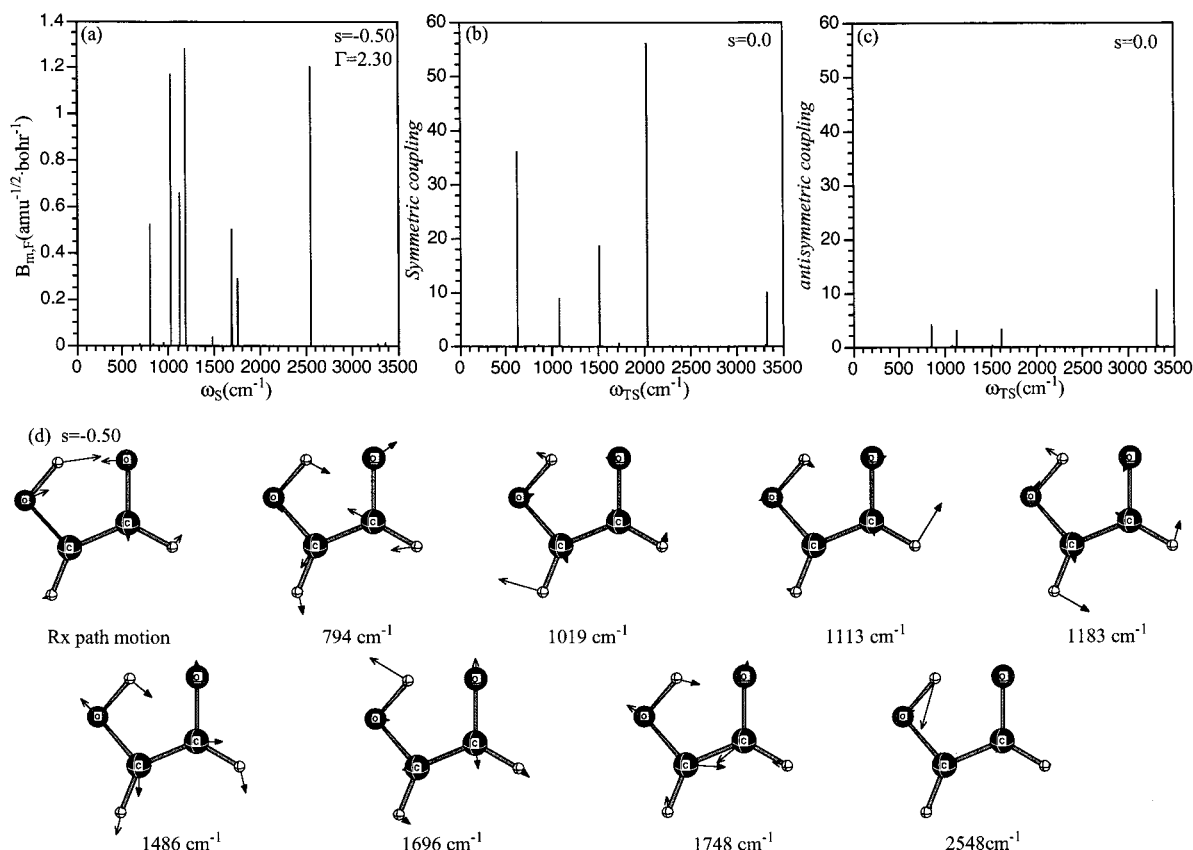 (a)
s=-0.50
Γ=2.30
B_{m,F}(amu^{-1/2}·bohr^{-1})
1.4
1.2
1
0.8
0.6
0.4
0.2
0
0 500 1000 1500 2000 2500 3000 3500
ω_S(cm^{-1})
(b)
s=0.0
Symmetric coupling
60
50
40
30
20
10
0
0 500 1000 1500 2000 2500 3000 3500
ω_{TS}(cm^{-1})
(c)
s=0.0
antisymmetric coupling
60
50
40
30
20
10
0
0 500 1000 1500 2000 2500 3000 3500
ω_{TS}(cm^{-1})
(d) s=-0.50
O O C C
Rx path motion
O O C C
794 cm^{-1}
O O C C
1019 cm^{-1}
O O C C
1113 cm^{-1}
O O C C
1183 cm^{-1}
O O C C
1486 cm^{-1}
O O C C
1696 cm^{-1}
O O C C
1748 cm^{-1}
O O C C
2548cm^{-1}